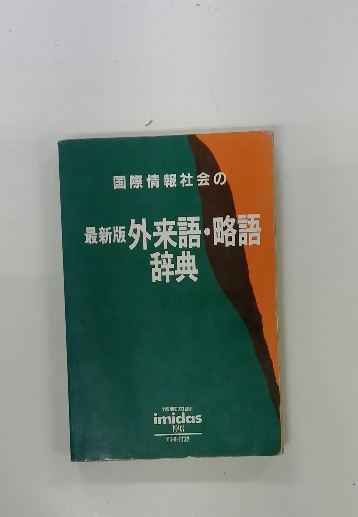 国際情報社会の
最新版 外来語・略語
辞典
imidas